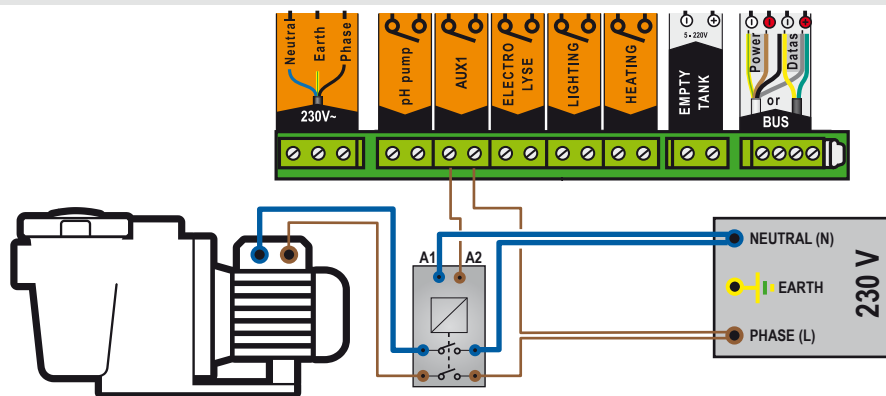 Neutral
Earth
Phase
230V~
pH pump
AUX1
ELECTRO
LYSE
LIGHTING
HEATING
5 - 220V
EMPTY
TANK
Power
Datas
or
BUS
A1 A2
NEUTRAL (N)
EARTH
PHASE (L)
230 V